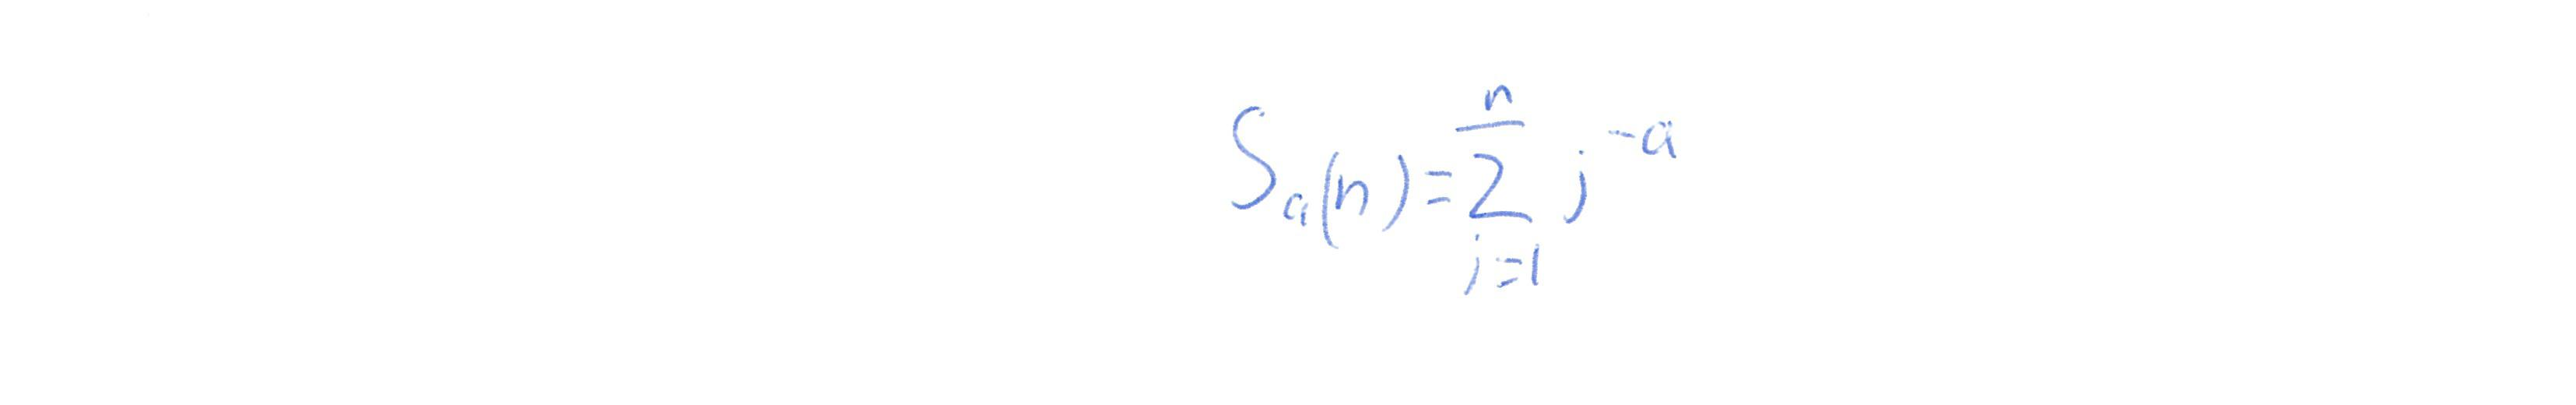 $S_a(n) = \sum_{j=1}^{n} j^{-a}$